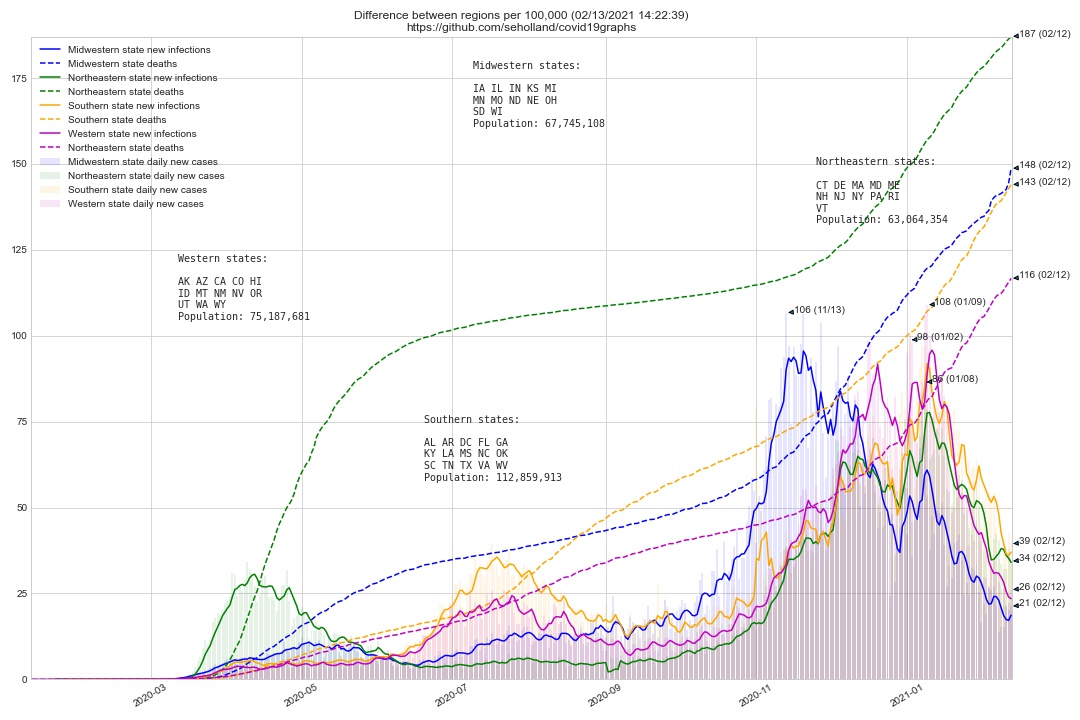 Difference between regions per 100,000 (02/13/2021 14:22:39)
https://github.com/seholland/covid19graphs
Midwestern state new infections
Midwestern state deaths
Northeastern state new infections
Northeastern state deaths
Southern state new infections
Southern state deaths
Western state new infections
Northeastern state deaths
Midwestern state daily new cases
Northeastern state daily new cases
Southern state daily new cases
Western state daily new cases
Midwestern states:
IA IL IN KS MI
MN MO ND NE OH
SD WI
Population: 67,745,108
Northeastern states:
CT DE MA MD ME
NH NJ NY PA RI
VT
Population: 63,064,354
Western states:
AK AZ CA CO HI
ID MT NM NV OR
UT WA WY
Population: 75,187,681
Southern states:
AL AR DC FL GA
KY LA MS NC OK
SC TN TX VA WV
Population: 112,859,913
187 (02/12)
148 (02/12)
143 (02/12)
116 (02/12)
106 (11/13)
108 (01/09)
98 (01/02)
86 (01/08)
39 (02/12)
34 (02/12)
26 (02/12)
21 (02/12)
175
150
125
100
75
50
25
0
2020-03
2020-05
2020-07
2020-09
2020-11
2021-01